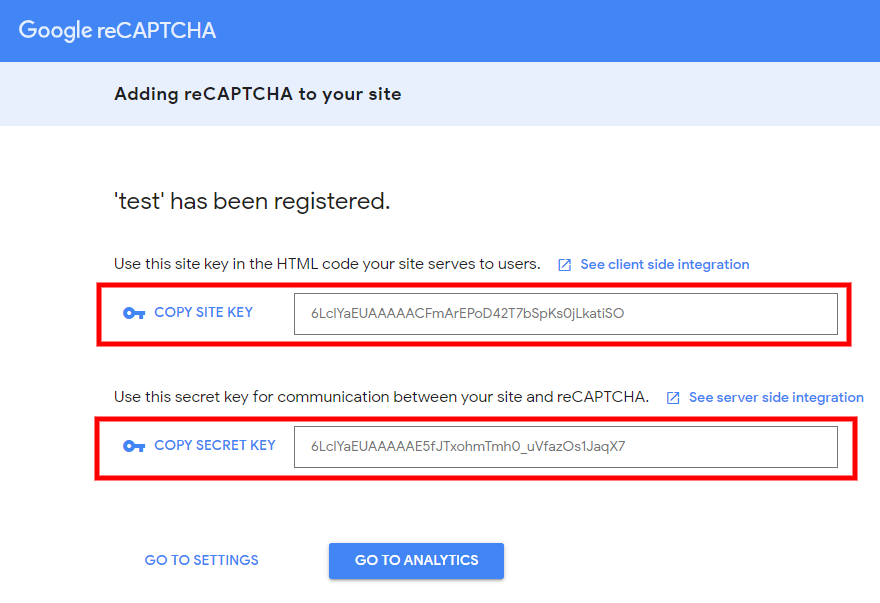 Google reCAPTCHA
Adding reCAPTCHA to your site
'test' has been registered.
Use this site key in the HTML code your site serves to users. See client side integration
COPY SITE KEY 6LclYaEUAAAAACFmArEPoD42T7bSpKs0jLkatiSO
Use this secret key for communication between your site and reCAPTCHA. See server side integration
COPY SECRET KEY 6LclYaEUAAAAAE5fJTxohmTmh0_uVfazOs1JaqX7
GO TO SETTINGS GO TO ANALYTICS